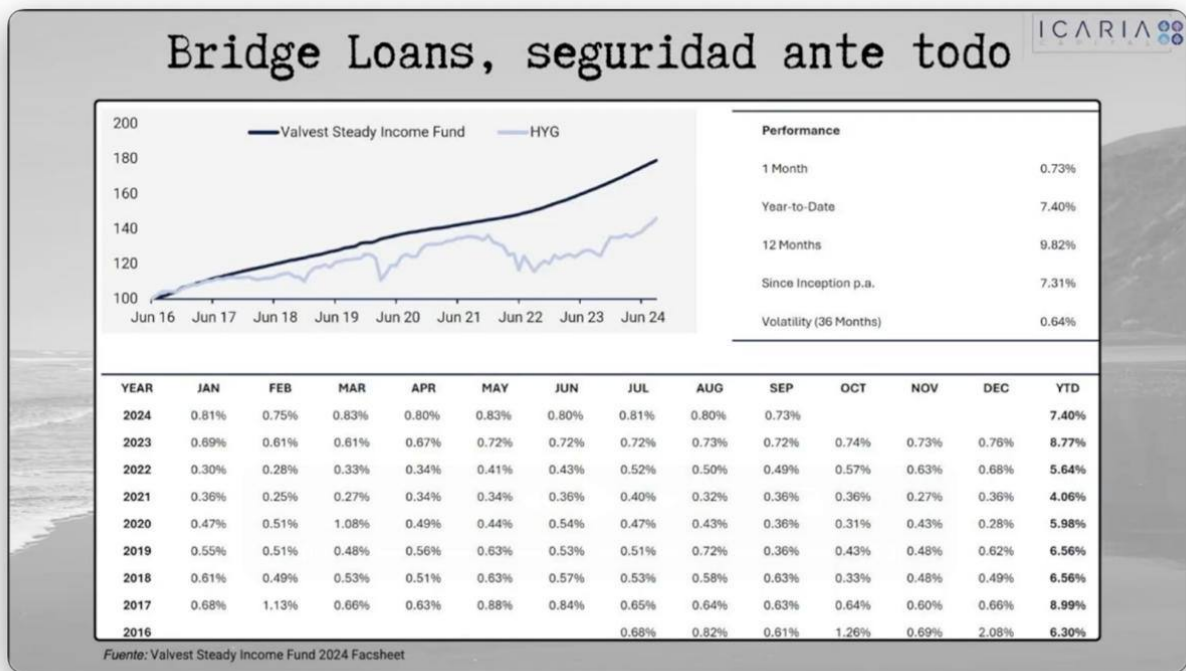 Bridge Loans, seguridad ante todo
ICARIA
CAPITAL
200
180
160
140
120
100
Valvest Steady Income Fund HYG
Jun 16 Jun 17 Jun 18 Jun 19 Jun 20 Jun 21 Jun 22 Jun 23 Jun 24
Performance
1 Month 0.73%
Year-to-Date 7.40%
12 Months 9.82%
Since Inception p.a. 7.31%
Volatility (36 Months) 0.64%
YEAR JAN FEB MAR APR MAY JUN JUL AUG SEP OCT NOV DEC YTD
2024 0.81% 0.75% 0.83% 0.80% 0.83% 0.80% 0.81% 0.80% 0.73% 7.40%
2023 0.69% 0.61% 0.61% 0.67% 0.72% 0.72% 0.72% 0.73% 0.72% 0.74% 0.73% 0.76% 8.77%
2022 0.30% 0.28% 0.33% 0.34% 0.41% 0.43% 0.52% 0.50% 0.49% 0.57% 0.63% 0.68% 5.64%
2021 0.36% 0.25% 0.27% 0.34% 0.34% 0.36% 0.40% 0.32% 0.36% 0.36% 0.27% 0.36% 4.06%
2020 0.47% 0.51% 1.08% 0.49% 0.44% 0.54% 0.47% 0.43% 0.36% 0.31% 0.43% 0.28% 5.98%
2019 0.55% 0.51% 0.48% 0.56% 0.63% 0.53% 0.51% 0.72% 0.36% 0.43% 0.48% 0.62% 6.56%
2018 0.61% 0.49% 0.53% 0.51% 0.63% 0.57% 0.53% 0.58% 0.63% 0.33% 0.48% 0.49% 6.56%
2017 0.68% 1.13% 0.66% 0.63% 0.88% 0.84% 0.65% 0.64% 0.63% 0.64% 0.60% 0.66% 8.99%
2016 0.68% 0.82% 0.61% 1.26% 0.69% 2.08% 6.30%
Fuente: Valvest Steady Income Fund 2024 Factsheet